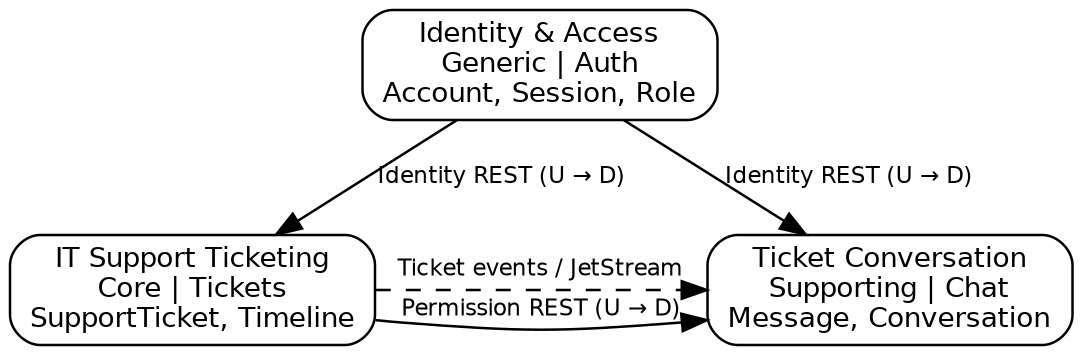 Identity & Access
Generic | Auth
Account, Session, Role
Identity REST (U → D)
Identity REST (U → D)
IT Support Ticketing
Core | Tickets
SupportTicket, Timeline
Ticket events / JetStream
Permission REST (U → D)
Ticket Conversation
Supporting | Chat
Message, Conversation